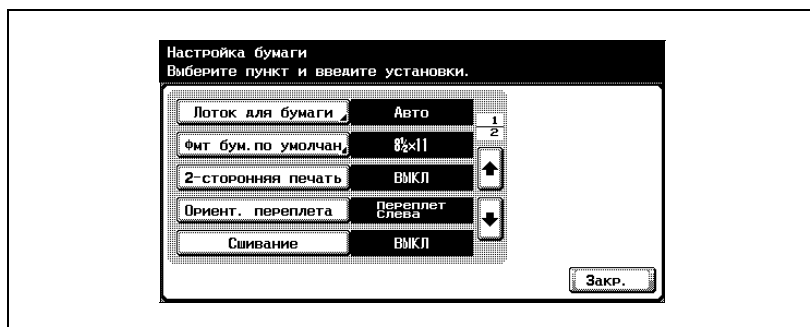 Настройка бумаги
Выберите пункт и введите установки.
Лоток для бумаги Авто
Фмт бум.по умолчан. 8½×11
2-сторонняя печать ВЫКЛ
Ориент. переплета Переплет Слева
Сшивание ВЫКЛ
1/2
Закр.